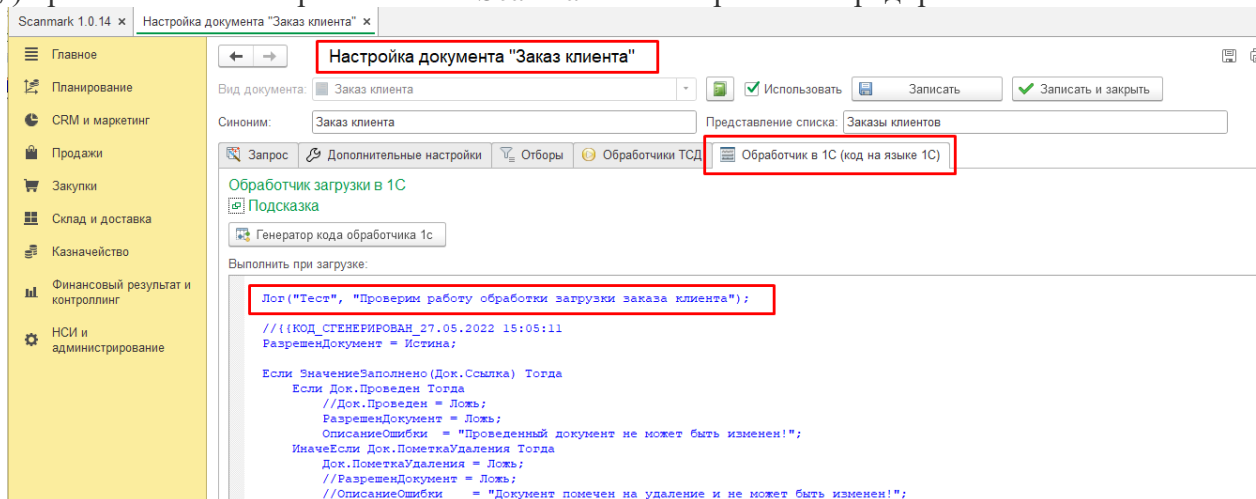 Scanmark 1.0.14 × Настройка документа "Заказ клиента" ×
Главное
Планирование
CRM и маркетинг
Продажи
Закупки
Склад и доставка
Казначейство
Финансовый результат и
контроллинг
НСИ и
администрирование
Настройка документа "Заказ клиента"
Вид документа: Заказ клиента Использовать Записать Записать и закрыть
Синоним: Заказ клиента Представление списка: Заказы клиентов
Запрос Дополнительные настройки Отборы Обработчики ТСД Обработчик в 1С (код на языке 1С)
Обработчик загрузки в 1С
Подсказка
Генератор кода обработчика 1с
Выполнить при загрузке:
Лог("Тест", "Проверим работу обработки загрузки заказа клиента");
//{{КОД_СГЕНЕРИРОВАН_27.05.2022 15:05:11
РазрешенДокумент = Истина;
Если ЗначениеЗаполнено(Док.Ссылка) Тогда
Если Док.Проведен Тогда
//Док.Проведен = Ложь;
РазрешенДокумент = Ложь;
ОписаниеОшибки = "Проведенный документ не может быть изменен!";
ИначеЕсли Док.ПометкаУдаления Тогда
Док.ПометкаУдаления = Ложь;
//РазрешенДокумент = Ложь;
//ОписаниеОшибки = "Документ помечен на удаление и не может быть изменен!";